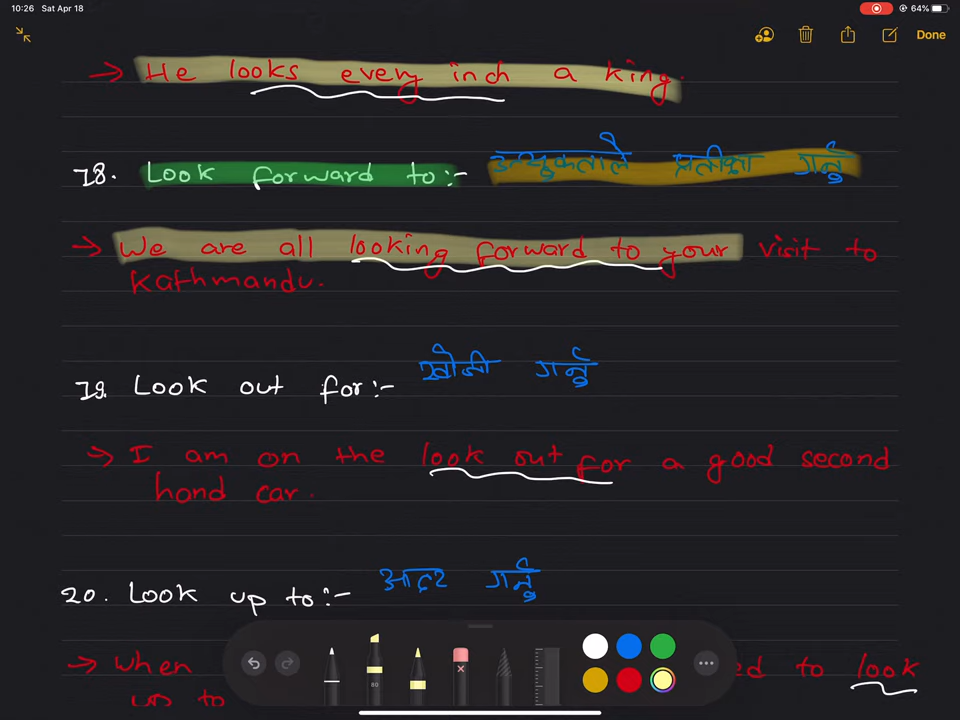 10:26 Sat Apr 18
64%
Done
→ He looks every inch a king.
18. Look forward to:- उत्सुकताले प्रतीक्षा गर्नु
→ We are all looking forward to your visit to
Kathmandu.
19. Look out for:- खोजी गर्नु
→ I am on the look out for a good second
hand car.
20. Look up to:- आदर गर्नु
→ When
ed to look
up to
80